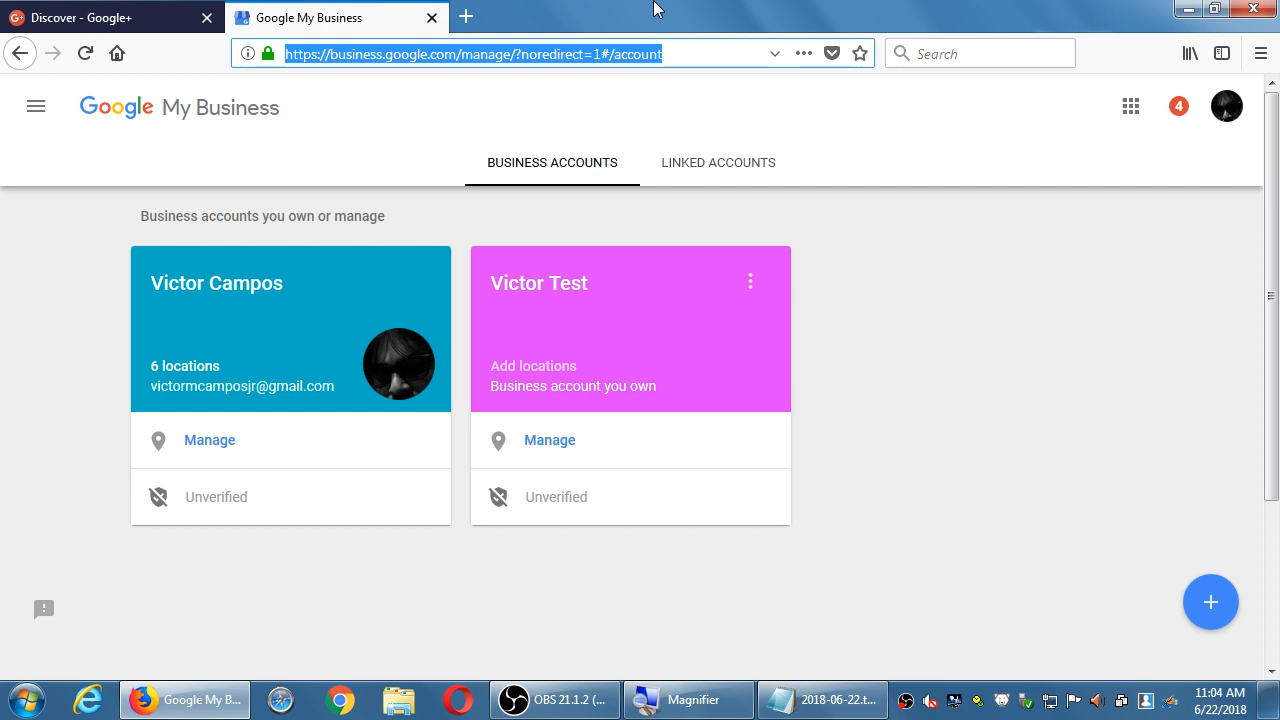 Discover - Google+
Google My Business
https://business.google.com/manage/?noredirect=1#/account
Search
Google My Business
4
BUSINESS ACCOUNTS
LINKED ACCOUNTS
Business accounts you own or manage
Victor Campos
6 locations
victormcamposjr@gmail.com
Manage
Unverified
Victor Test
Add locations
Business account you own
Manage
Unverified
Google My B...
OBS 21.1.2 (...
Magnifier
2018-06-22.t...
11:04 AM
6/22/2018